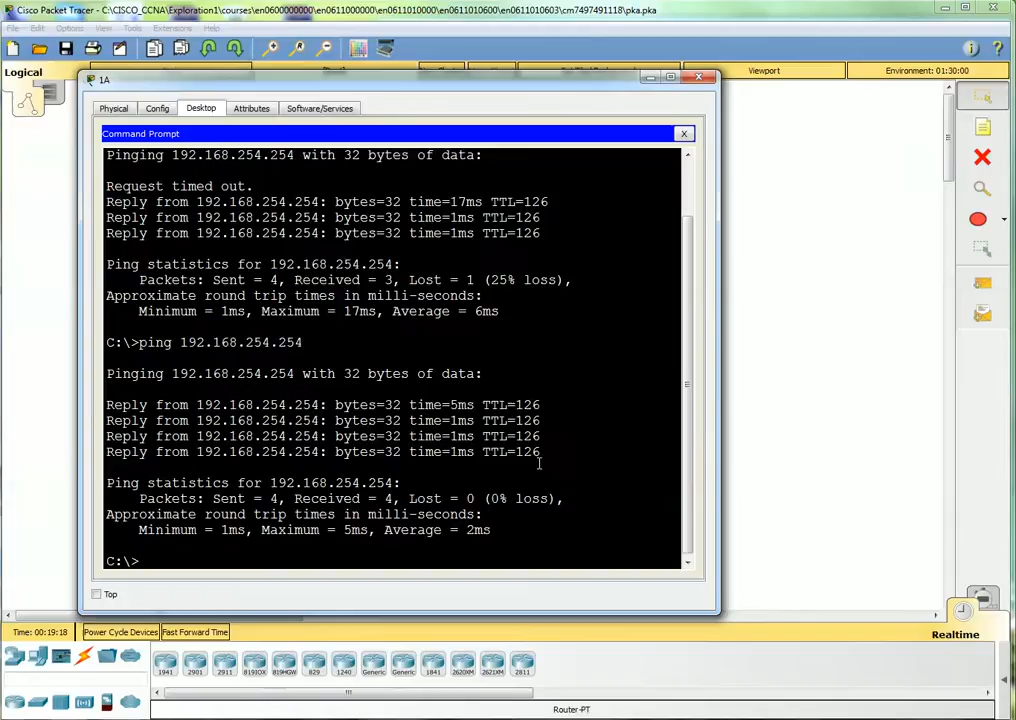 Cisco Packet Tracer - C:\CISCO_CCNA\Exploration1\courses\en0600000000\en0611000000\en0611010000\en0611010600\en0611010603\cm7497491118\pka.pka
File Edit Options View Tools Extensions Help
Logical
Viewport
Environment: 01:30:00
1A
Physical Config Desktop Attributes Software/Services
Command Prompt
X
Pinging 192.168.254.254 with 32 bytes of data:
Request timed out.
Reply from 192.168.254.254: bytes=32 time=17ms TTL=126
Reply from 192.168.254.254: bytes=32 time=1ms TTL=126
Reply from 192.168.254.254: bytes=32 time=1ms TTL=126
Ping statistics for 192.168.254.254:
Packets: Sent = 4, Received = 3, Lost = 1 (25% loss),
Approximate round trip times in milli-seconds:
Minimum = 1ms, Maximum = 17ms, Average = 6ms
C:\>ping 192.168.254.254
Pinging 192.168.254.254 with 32 bytes of data:
Reply from 192.168.254.254: bytes=32 time=5ms TTL=126
Reply from 192.168.254.254: bytes=32 time=1ms TTL=126
Reply from 192.168.254.254: bytes=32 time=1ms TTL=126
Reply from 192.168.254.254: bytes=32 time=1ms TTL=126
Ping statistics for 192.168.254.254:
Packets: Sent = 4, Received = 4, Lost = 0 (0% loss),
Approximate round trip times in milli-seconds:
Minimum = 1ms, Maximum = 5ms, Average = 2ms
C:\>
Top
Time: 00:19:18 Power Cycle Devices Fast Forward Time
Realtime
1941 2901 2911 819IOX 819HGW 829 1240 Generic Generic 1841 2620XM 2621XM 2811
Router-PT